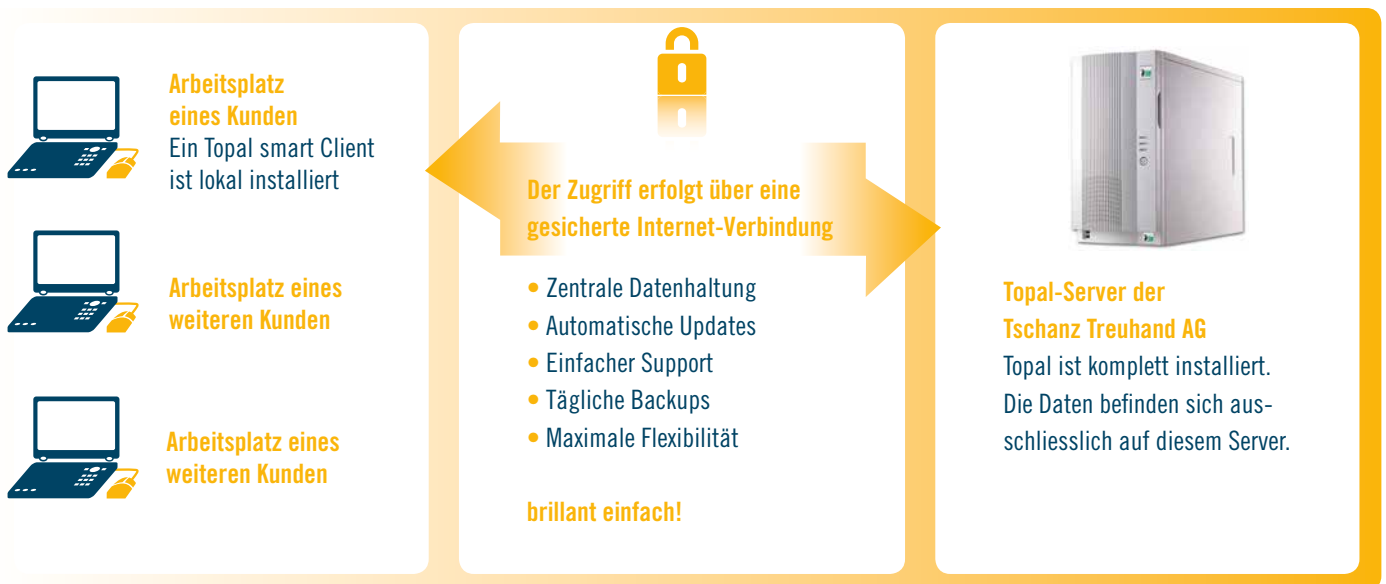 Arbeitsplatz
eines Kunden
Ein Topal smart Client
ist lokal installiert
Arbeitsplatz eines
weiteren Kunden
Arbeitsplatz eines
weiteren Kunden
Der Zugriff erfolgt über eine
gesicherte Internet-Verbindung
• Zentrale Datenhaltung
• Automatische Updates
• Einfacher Support
• Tägliche Backups
• Maximale Flexibilität
brillant einfach!
Topal-Server der
Tschanz Treuhand AG
Topal ist komplett installiert.
Die Daten befinden sich aus-
schliesslich auf diesem Server.